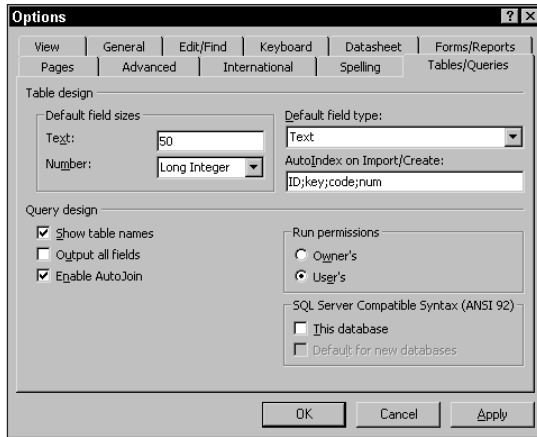 Options
View General Edit/Find Keyboard Datasheet Forms/Reports
Pages Advanced International Spelling Tables/Queries
Table design
Default field sizes
Text: 50
Number: Long Integer
Default field type:
Text
AutoIndex on Import/Create:
ID;key;code;num
Query design
Show table names
Output all fields
Enable AutoJoin
Run permissions
Owner's
User's
SQL Server Compatible Syntax (ANSI 92)
This database
Default for new databases
OK Cancel Apply